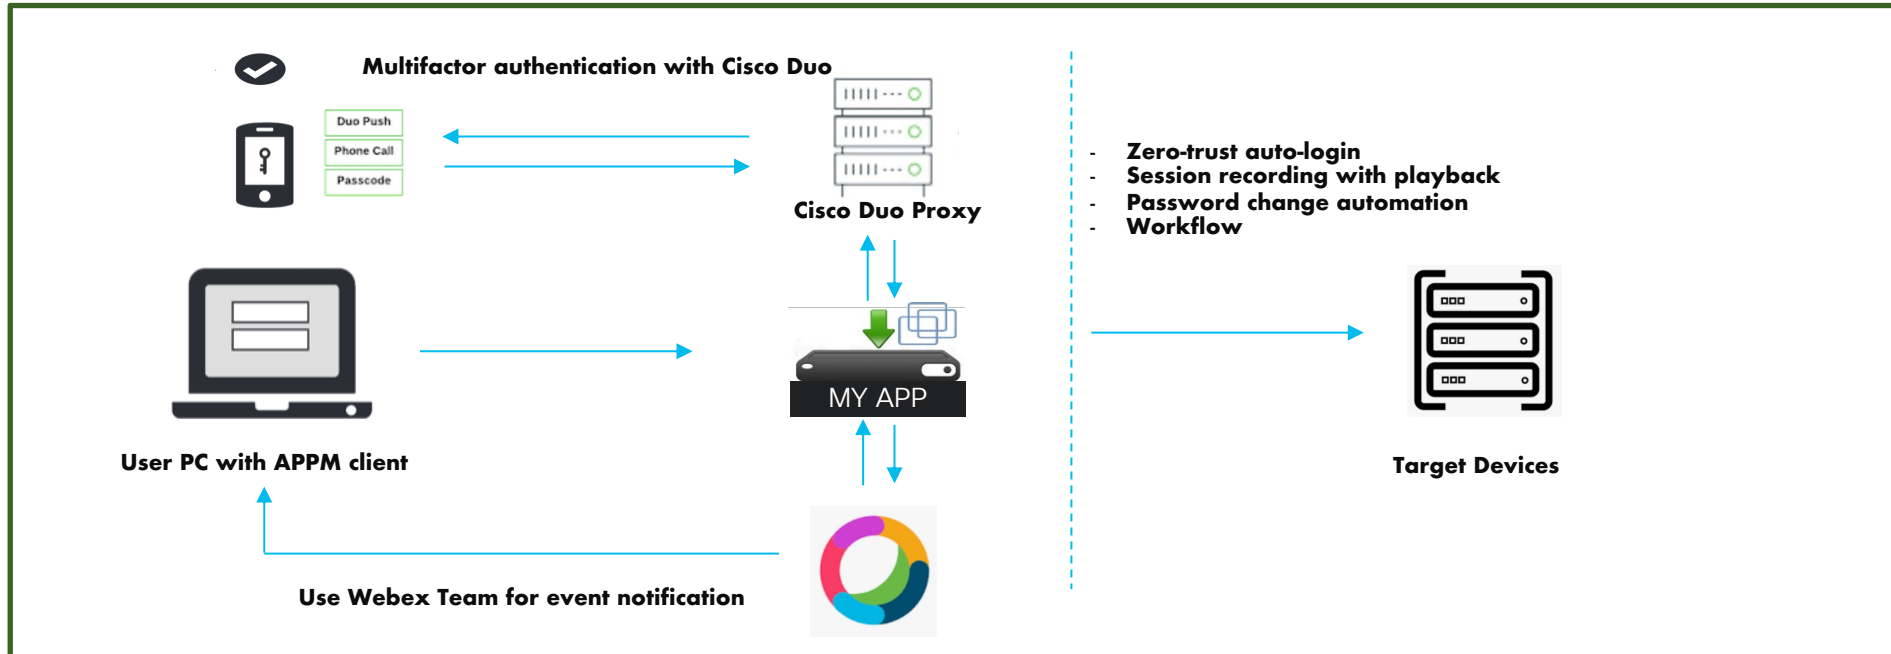 Multifactor authentication with Cisco Duo
Duo Push
Phone Call
Passcode
Cisco Duo Proxy
- Zero-trust auto-login
- Session recording with playback
- Password change automation
- Workflow
MY APP
User PC with APPM client
Target Devices
Use Webex Team for event notification